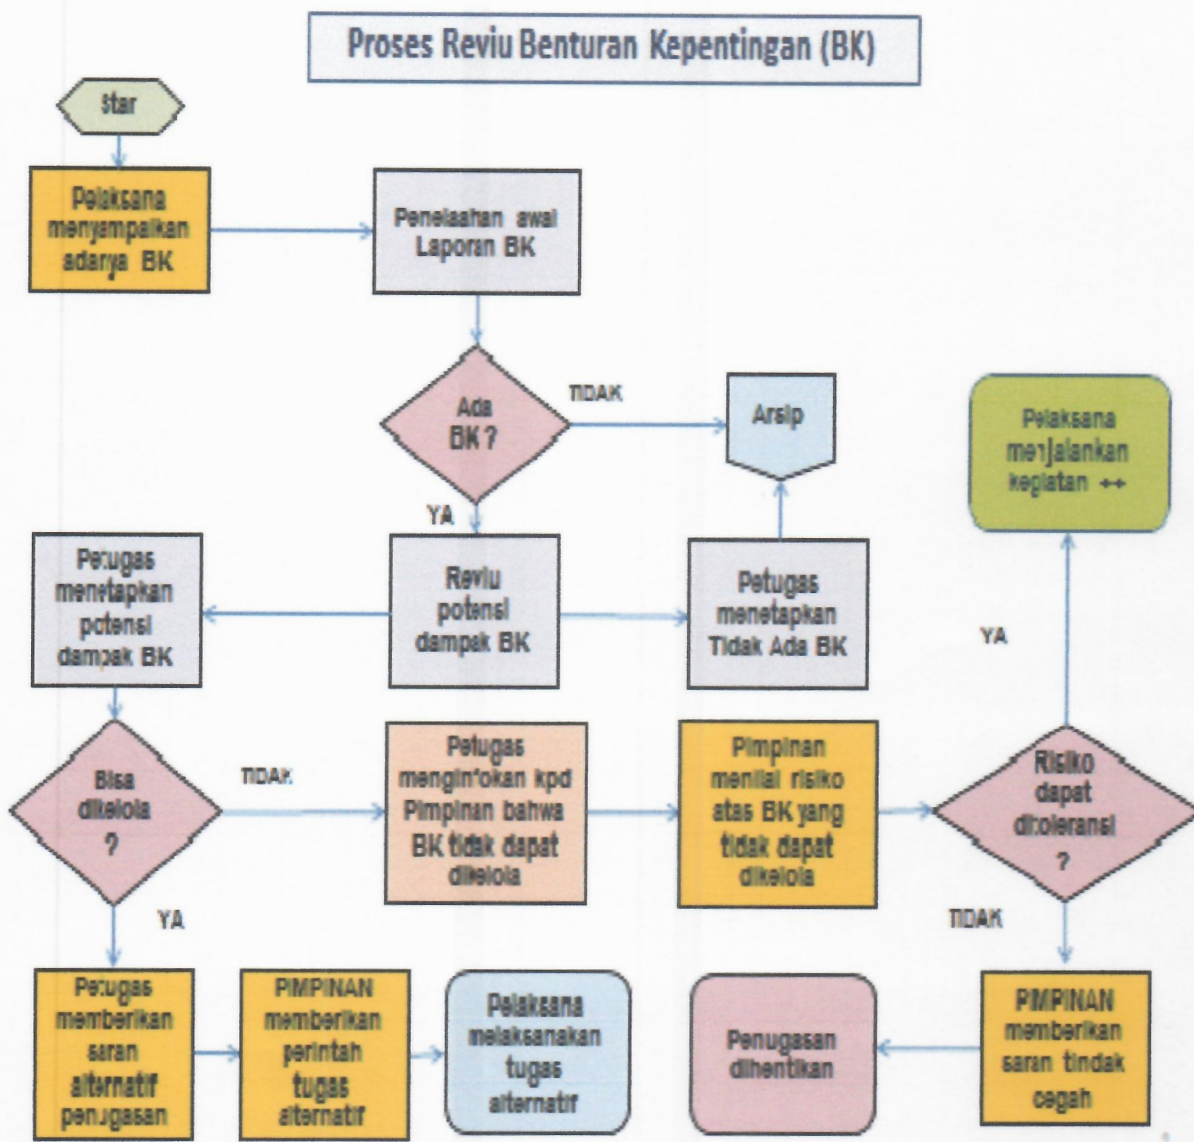 Proses Reviu Benturan Kepentingan (BK)
star
Pelaksana
menyampaikan
adanya BK
Penelaahan awal
Laporan BK
Ada
BK ?
TIDAK
Arsip
Pelaksana
menjalankan
kegiatan ++
YA
Petugas
menetapkan
potensi
dampak BK
Reviu
potensi
dampak BK
Petugas
menetapkan
Tidak Ada BK
YA
Bisa
dikelola
?
TIDAK
Petugas
menginfokan kpd
Pimpinan bahwa
BK tidak dapat
dikelola
Pimpinan
menilai risiko
atas BK yang
tidak dapat
dikelola
Risiko
dapat
ditoleransi
?
YA
TIDAK
Petugas
memberikan
saran
alternatif
penugasan
PIMPINAN
memberikan
perintah
tugas
alternatif
Pelaksana
melaksanakan
tugas
alternatif
Penugasan
dihentikan
PIMPINAN
memberikan
saran tindak
cegah